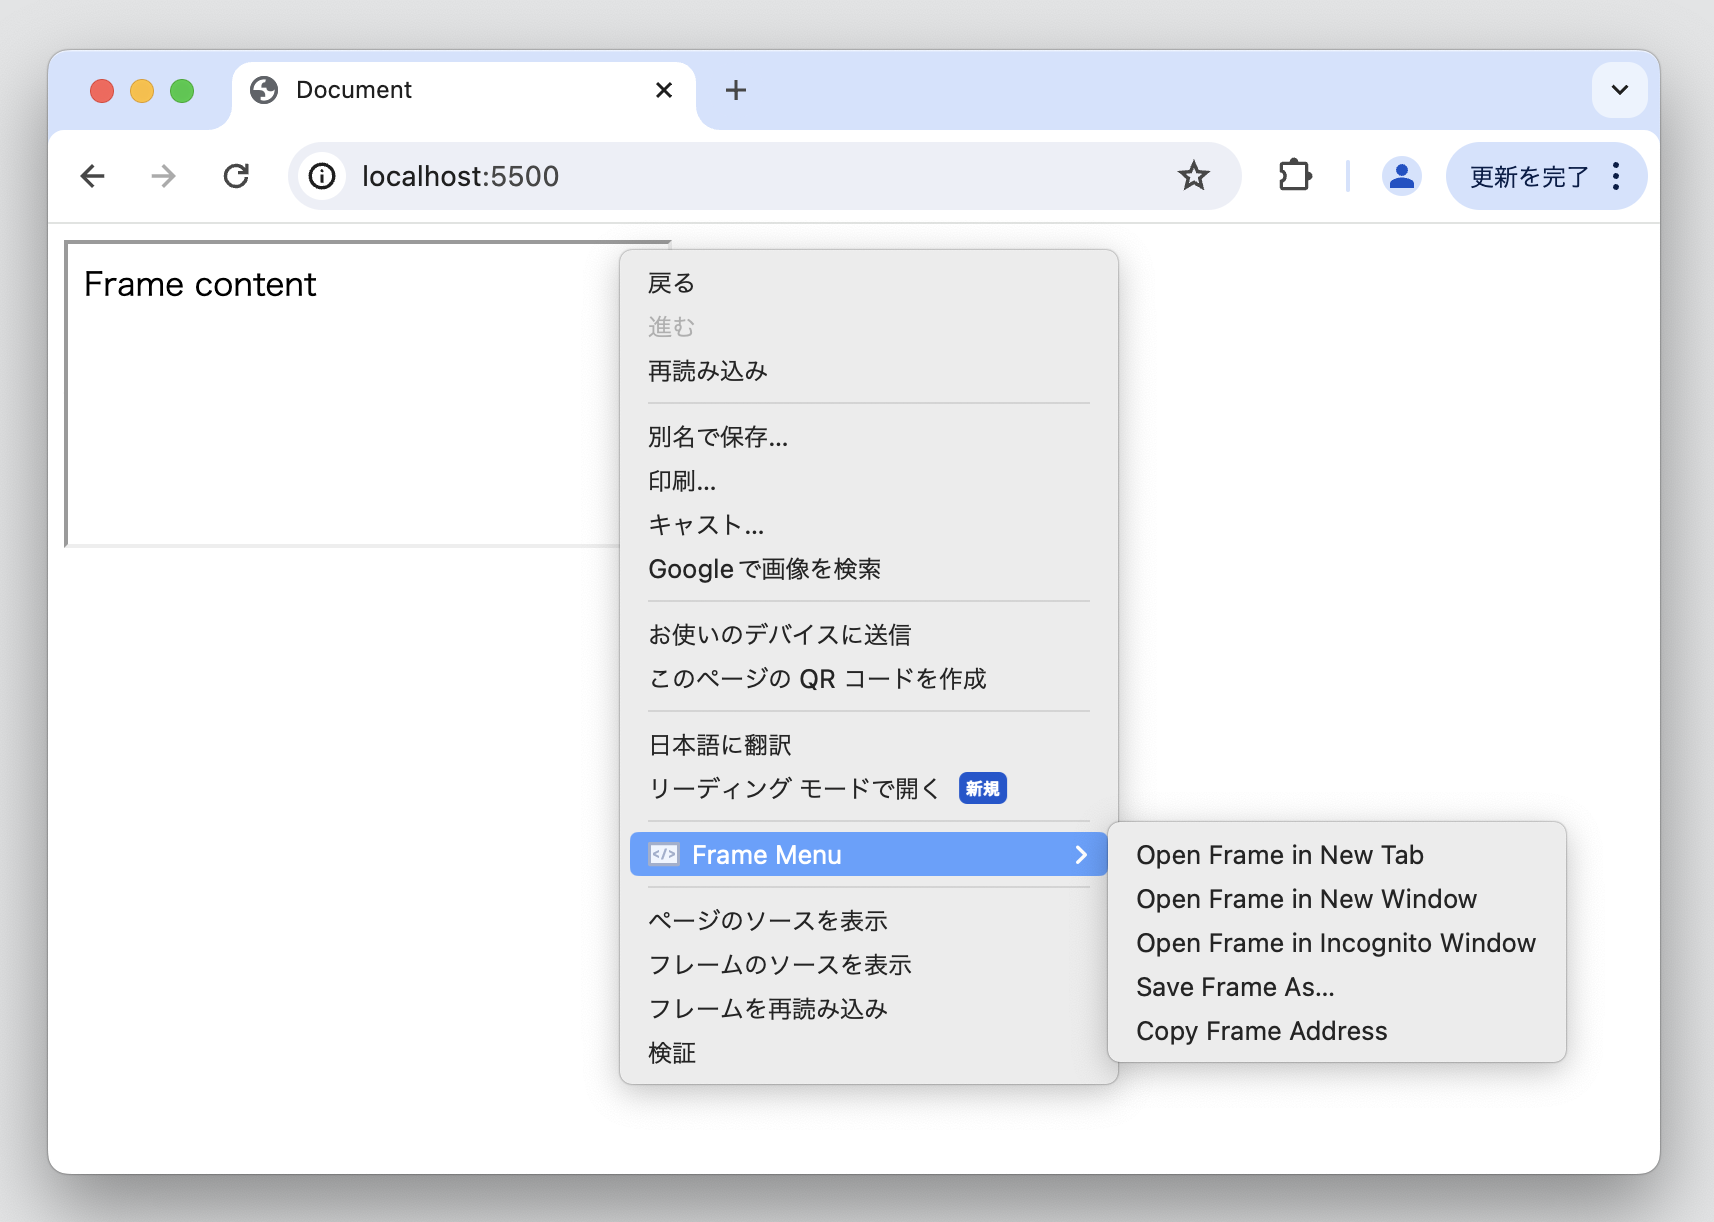 Document
localhost:5500
更新を完了
Frame content
戻る
進む
再読み込み
別名で保存...
印刷...
キャスト...
Googleで画像を検索
お使いのデバイスに送信
このページの QR コードを作成
日本語に翻訳
リーディング モードで開く 新規
</> Frame Menu
Open Frame in New Tab
Open Frame in New Window
Open Frame in Incognito Window
Save Frame As...
Copy Frame Address
ページのソースを表示
フレームのソースを表示
フレームを再読み込み
検証